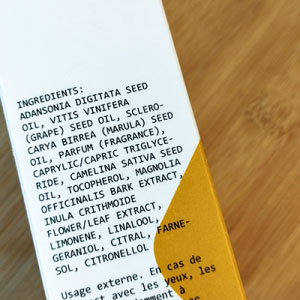 INGREDIENTS:
ADANSONIA DIGITATA SEED
OIL, VITIS VINIFERA
(GRAPE) SEED OIL, SCLERO-
CARYA BIRREA (MARULA) SEED
OIL, PARFUM (FRAGRANCE),
CAPRYLIC/CAPRIC TRIGLYCE-
RIDE, CAMELINA SATIVA SEED
OIL, TOCOPHEROL, MAGNOLIA
OFFICINALIS BARK EXTRACT,
INULA CRITHMOIDE
FLOWER/LEAF EXTRACT,
LIMONENE, LINALOOL,
GERANIOL, CITRAL, FARNE-
SOL, CITRONELLOL
Usage externe. En cas de
avec les yeux, les
à